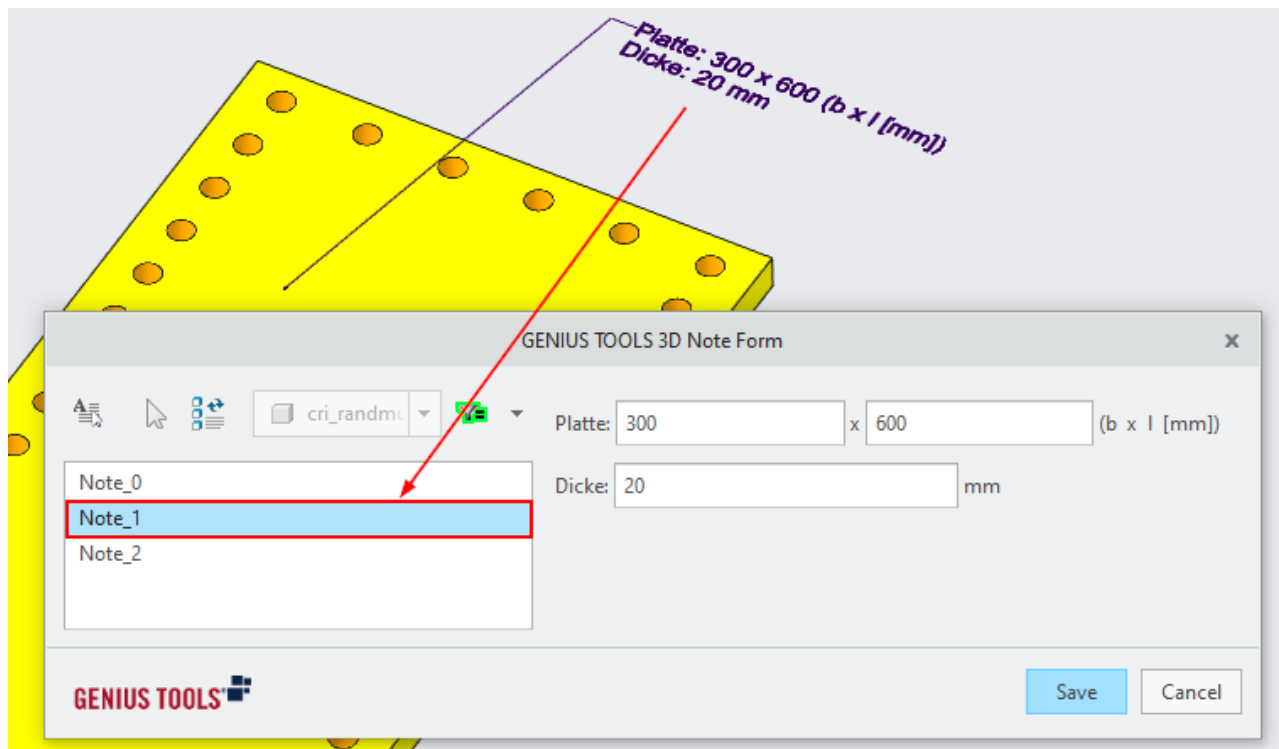 Platte: 300 x 600 (b x l [mm])
Dicke: 20 mm
GENIUS TOOLS 3D Note Form
x
cri_randmu
Platte: 300 x 600 (b x l [mm])
Note_0
Dicke: 20 mm
Note_1
Note_2
GENIUS TOOLS
Save Cancel